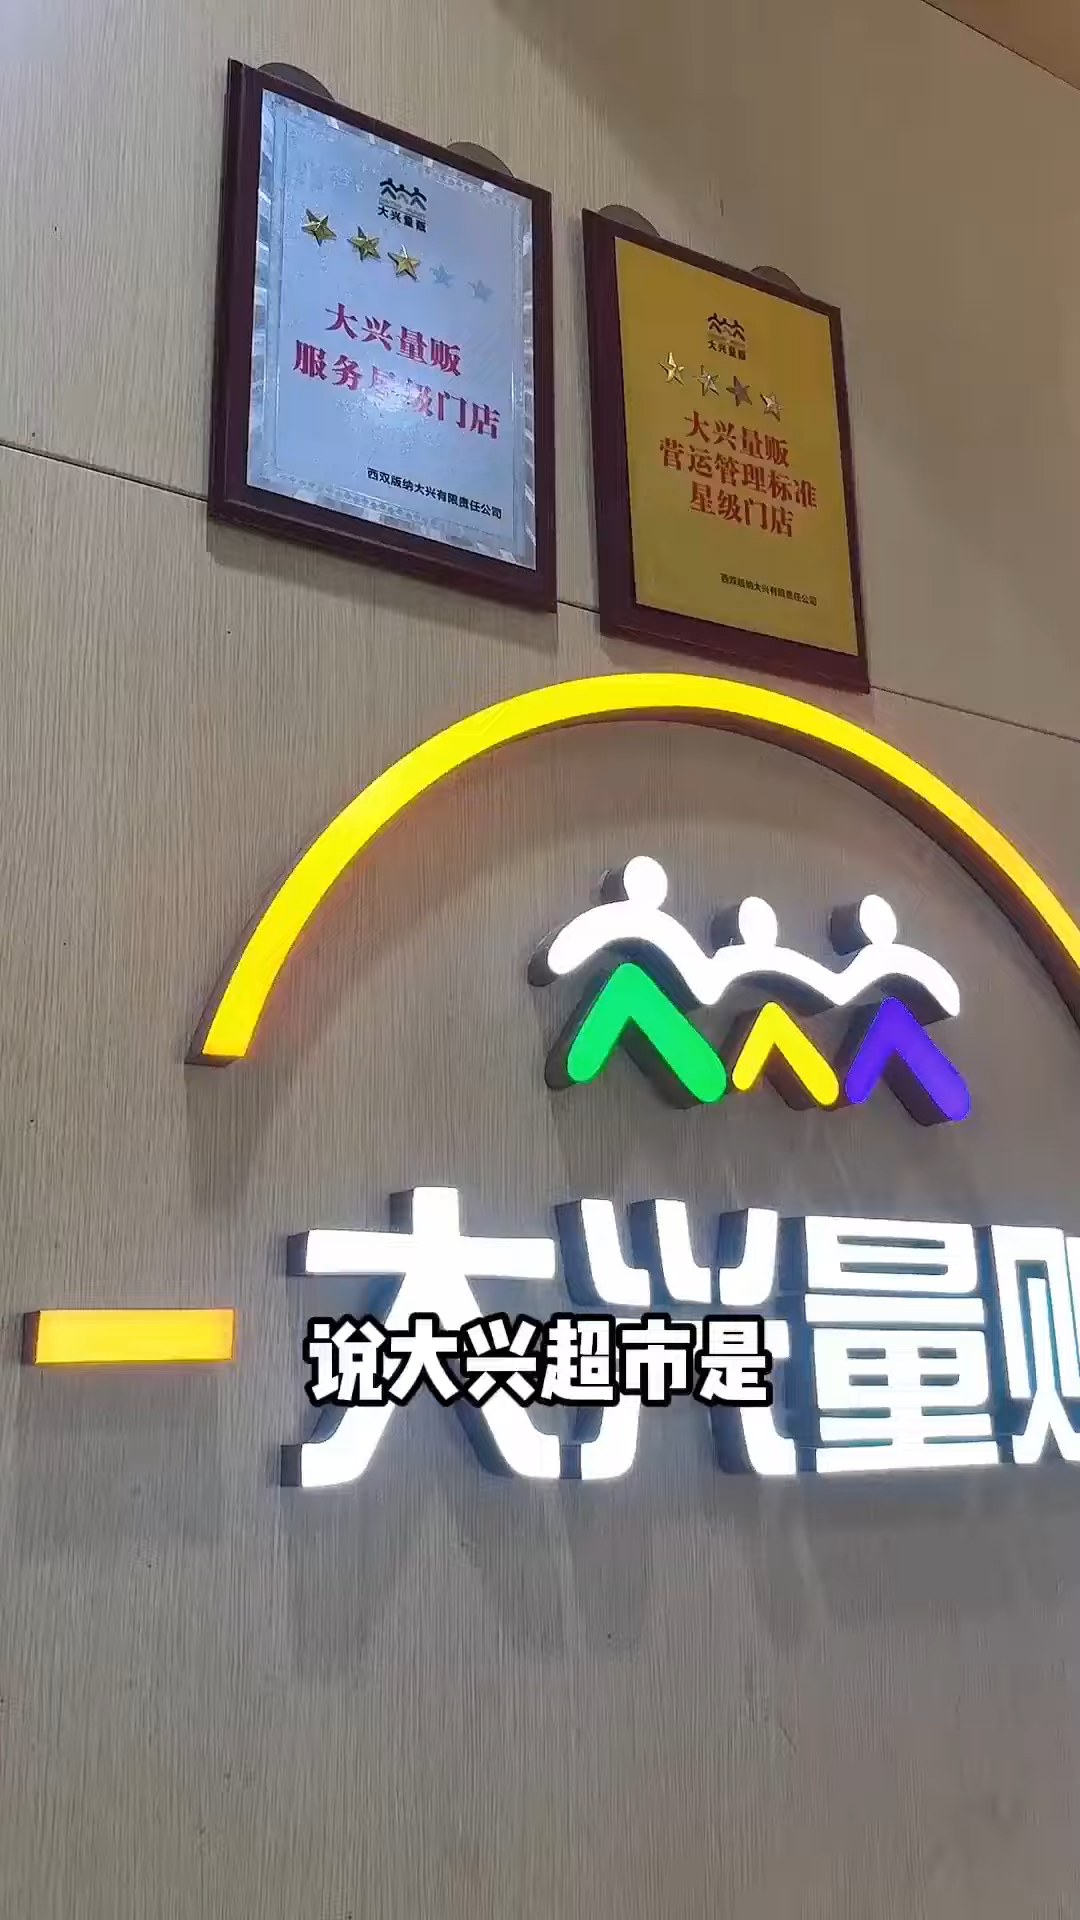 大兴量贩
大兴量贩
服务星级门店
西双版纳大兴有限责任公司
大兴量贩
大兴量贩
营运管理标准
星级门店
西双版纳大兴有限责任公司
大兴量贩
说大兴超市是